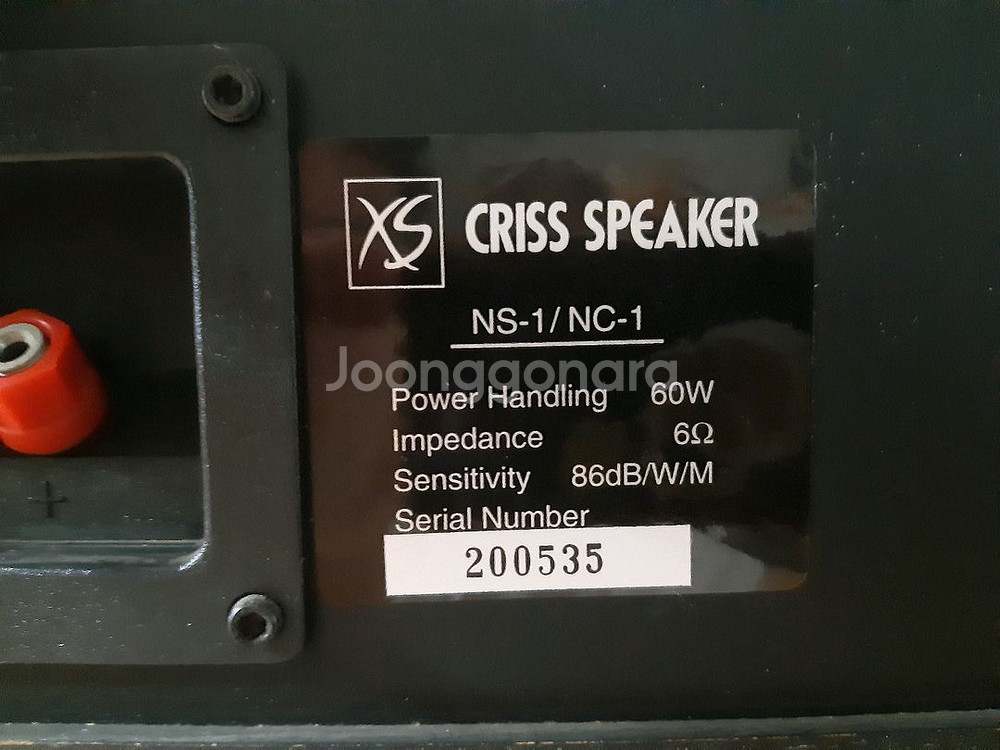 XS CRISS SPEAKER
NS-1/ NC-1
Joonggonara
Power Handling 60W
Impedance 6Ω
Sensitivity 86dB/W/M
Serial Number
200535
+